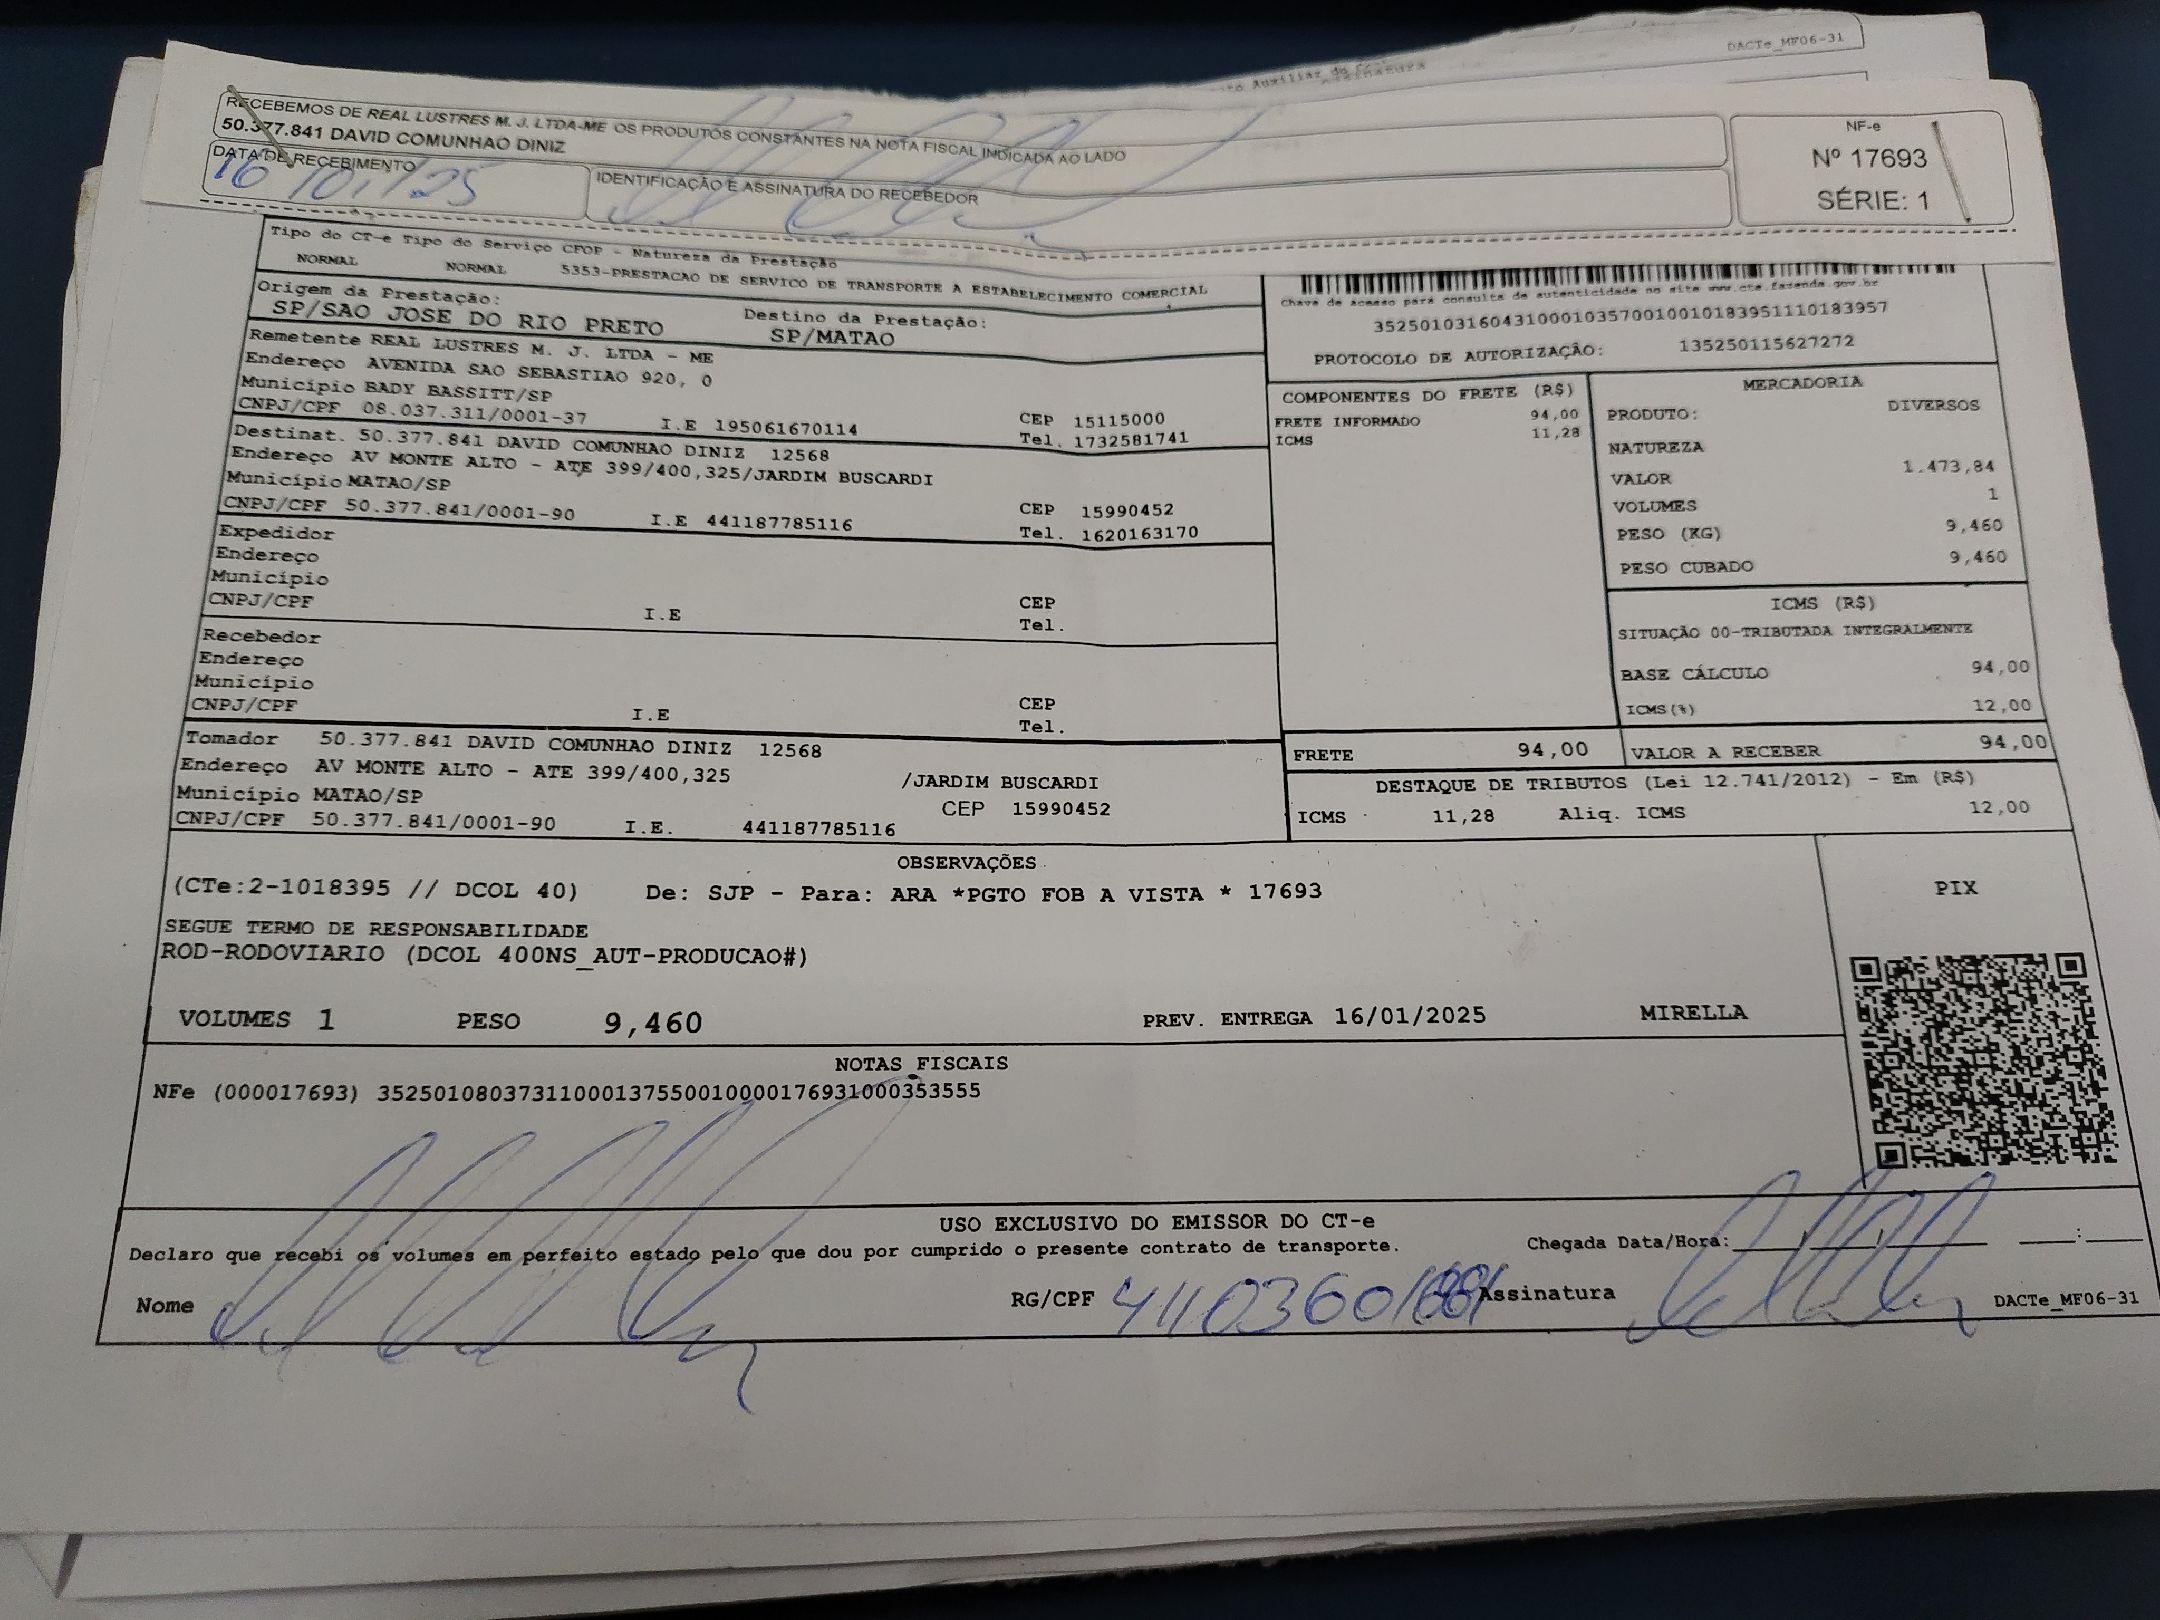 DACTe_MF06-31
RECEBEMOS DE REAL LUSTRES M. J. LTDA-ME OS PRODUTOS CONSTANTES NA NOTA FISCAL INDICADA AO LADO
50.377.841 DAVID COMUNHAO DINIZ
DATA DE RECEBIMENTO
IDENTIFICAÇÃO E ASSINATURA DO RECEBEDOR
NF-e
Nº 17693
SÉRIE: 1
Tipo do CT-e Tipo do Serviço CFOP - Natureza da Prestação
NORMAL NORMAL 5353-PRESTACAO DE SERVICO DE TRANSPORTE A ESTABELECIMENTO COMERCIAL
Origem da Prestação: Destino da Prestação:
SP/SAO JOSE DO RIO PRETO SP/MATAO
Remetente REAL LUSTRES M. J. LTDA - ME
Endereço AVENIDA SAO SEBASTIAO 920, 0
Município BADY BASSITT/SP CEP 15115000
CNPJ/CPF 08.037.311/0001-37 I.E 195061670114 Tel. 1732581741
Destinat. 50.377.841 DAVID COMUNHAO DINIZ 12568
Endereço AV MONTE ALTO - ATE 399/400,325/JARDIM BUSCARDI
Município MATAO/SP CEP 15990452
CNPJ/CPF 50.377.841/0001-90 I.E 441187785116 Tel. 1620163170
Expedidor
Endereço
Município CEP
CNPJ/CPF I.E Tel.
Recebedor
Endereço
Município CEP
CNPJ/CPF I.E Tel.
Tomador 50.377.841 DAVID COMUNHAO DINIZ 12568
Endereço AV MONTE ALTO - ATE 399/400,325 /JARDIM BUSCARDI
Município MATAO/SP CEP 15990452
CNPJ/CPF 50.377.841/0001-90 I.E. 441187785116
Chave de acesso para consulta de autenticidade no site www.cte.fazenda.gov.br
35250103160431000103570010010183951110183957
PROTOCOLO DE AUTORIZAÇÃO: 135250115627272
COMPONENTES DO FRETE (R$)
FRETE INFORMADO 94,00
ICMS 11,28
MERCADORIA
PRODUTO: DIVERSOS
NATUREZA
VALOR 1.473,84
VOLUMES 1
PESO (KG) 9,460
PESO CUBADO 9,460
ICMS (R$)
SITUAÇÃO 00-TRIBUTADA INTEGRALMENTE
BASE CÁLCULO 94,00
ICMS(%) 12,00
FRETE 94,00 VALOR A RECEBER 94,00
DESTAQUE DE TRIBUTOS (Lei 12.741/2012) - Em (R$)
ICMS 11,28 Aliq. ICMS 12,00
OBSERVAÇÕES
(CTe:2-1018395 // DCOL 40) De: SJP - Para: ARA *PGTO FOB A VISTA * 17693
SEGUE TERMO DE RESPONSABILIDADE
ROD-RODOVIARIO (DCOL 400NS_AUT-PRODUCAO#)
PIX
VOLUMES 1 PESO 9,460 PREV. ENTREGA 16/01/2025 MIRELLA
NOTAS FISCAIS
NFe (000017693) 35250108037311000137550010000176931000353555
USO EXCLUSIVO DO EMISSOR DO CT-e
Declaro que recebi os volumes em perfeito estado pelo que dou por cumprido o presente contrato de transporte. Chegada Data/Hora:
Nome RG/CPF Assinatura
DACTe_MF06-31